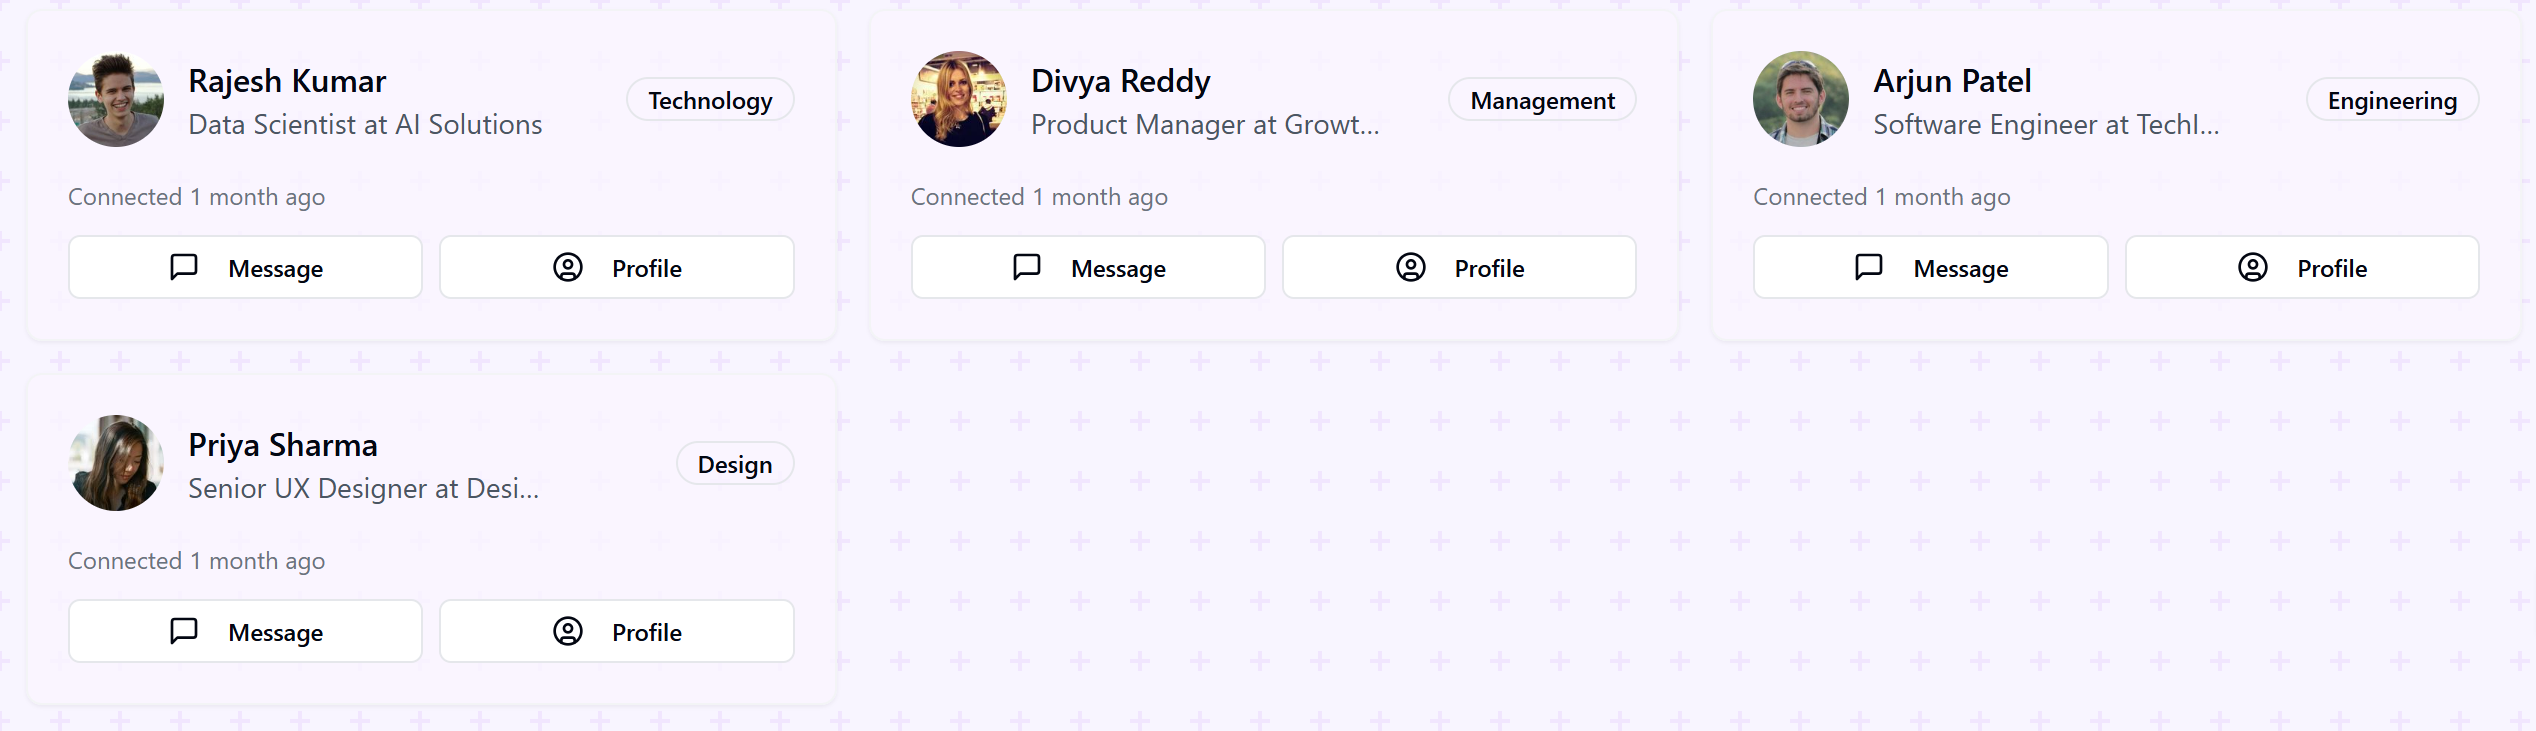 Rajesh Kumar
Data Scientist at AI Solutions
Technology
Connected 1 month ago
Message
Profile
Divya Reddy
Product Manager at Growt...
Management
Connected 1 month ago
Message
Profile
Arjun Patel
Software Engineer at TechI...
Engineering
Connected 1 month ago
Message
Profile
Priya Sharma
Senior UX Designer at Desi...
Design
Connected 1 month ago
Message
Profile